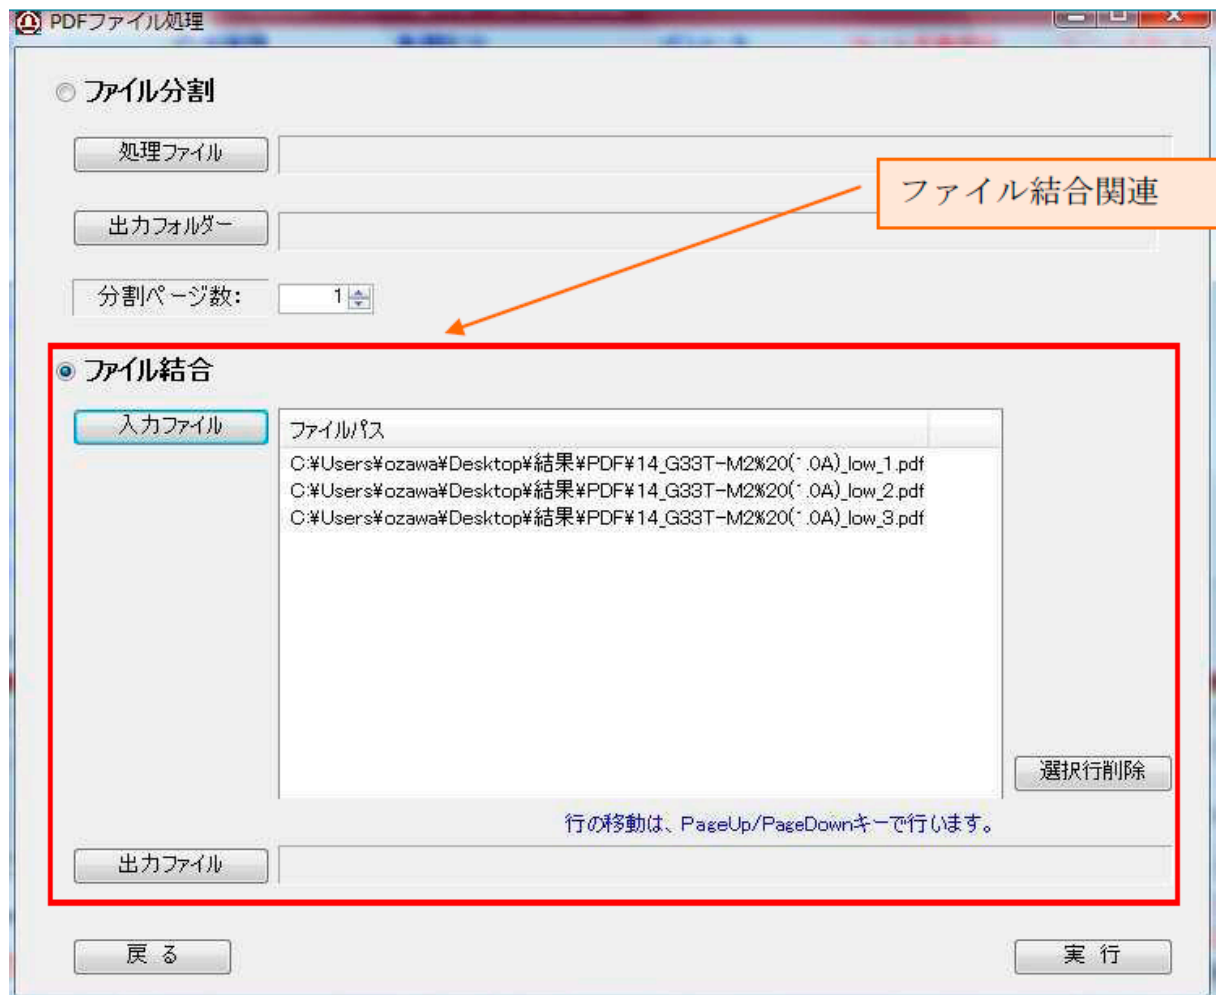 PDFファイル処理
ファイル分割
処理ファイル
ファイル結合関連
出力フォルダー
分割ページ数: 1
ファイル結合
入力ファイル
ファイルパス
C:¥Users¥ozawa¥Desktop¥結果¥PDF¥14_G33T-M2%20(1.0A)_low_1.pdf
C:¥Users¥ozawa¥Desktop¥結果¥PDF¥14_G33T-M2%20(1.0A)_low_2.pdf
C:¥Users¥ozawa¥Desktop¥結果¥PDF¥14_G33T-M2%20(1.0A)_low_3.pdf
選択行削除
行の移動は、PageUp/PageDownキーで行います。
出力ファイル
戻 る
実 行